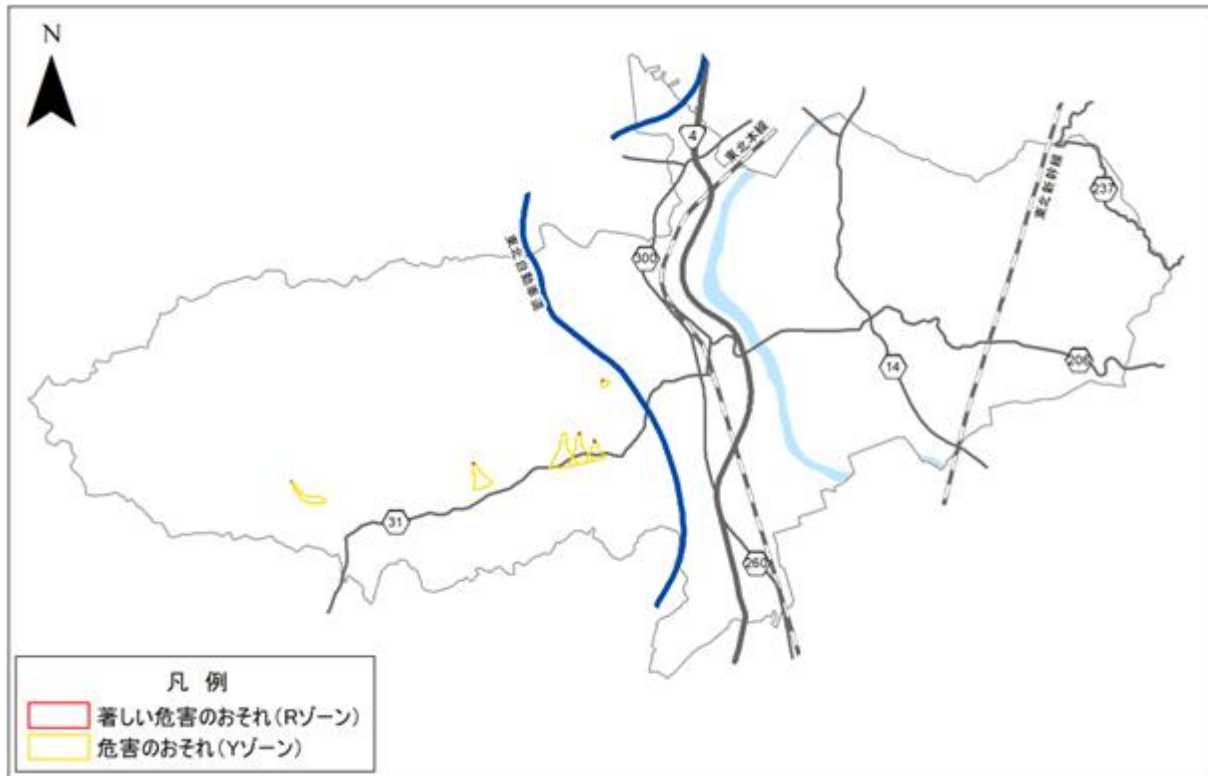 N
4
東北本線
東北新幹線
237
東北自動車道
300
14
206
31
260
凡 例
著しい危害のおそれ(Rゾーン)
危害のおそれ(Yゾーン)